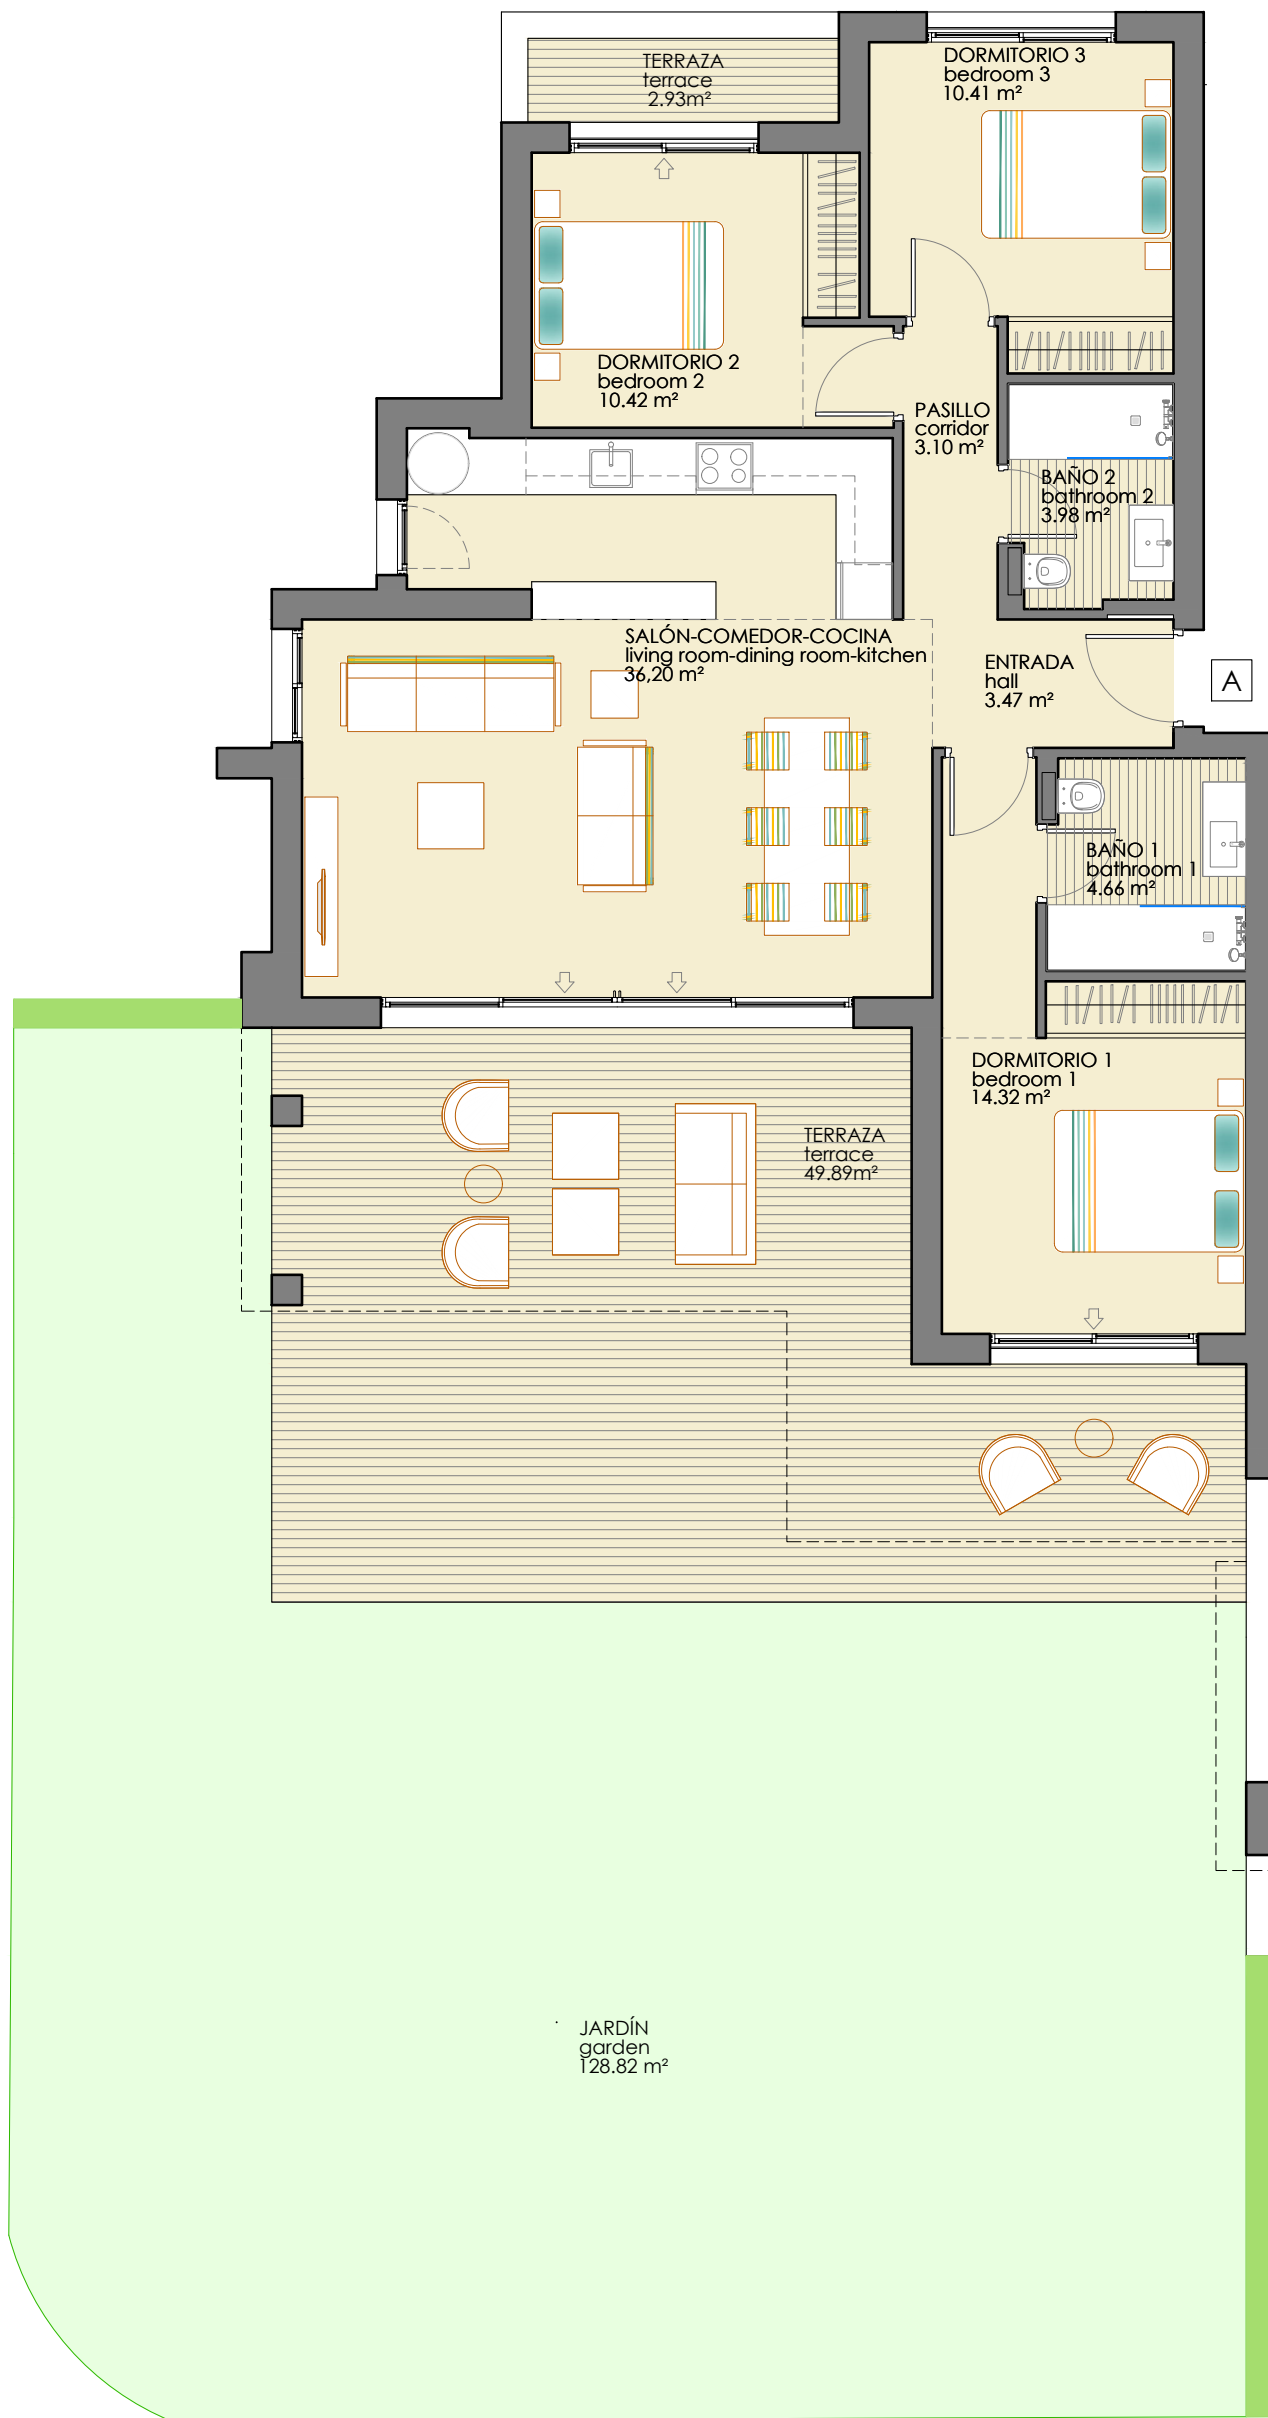 TERRAZA
terrace
2.93m²
DORMITORIO 3
bedroom 3
10.41 m²
DORMITORIO 2
bedroom 2
10.42 m²
PASILLO
corridor
3.10 m²
BAÑO 2
bathroom 2
3.98 m²
SALÓN-COMEDOR-COCINA
living room-dining room-kitchen
36,20 m²
ENTRADA
hall
3.47 m²
A
BAÑO 1
bathroom 1
4.66 m²
DORMITORIO 1
bedroom 1
14.32 m²
TERRAZA
terrace
49.89m²
JARDÍN
garden
128.82 m²